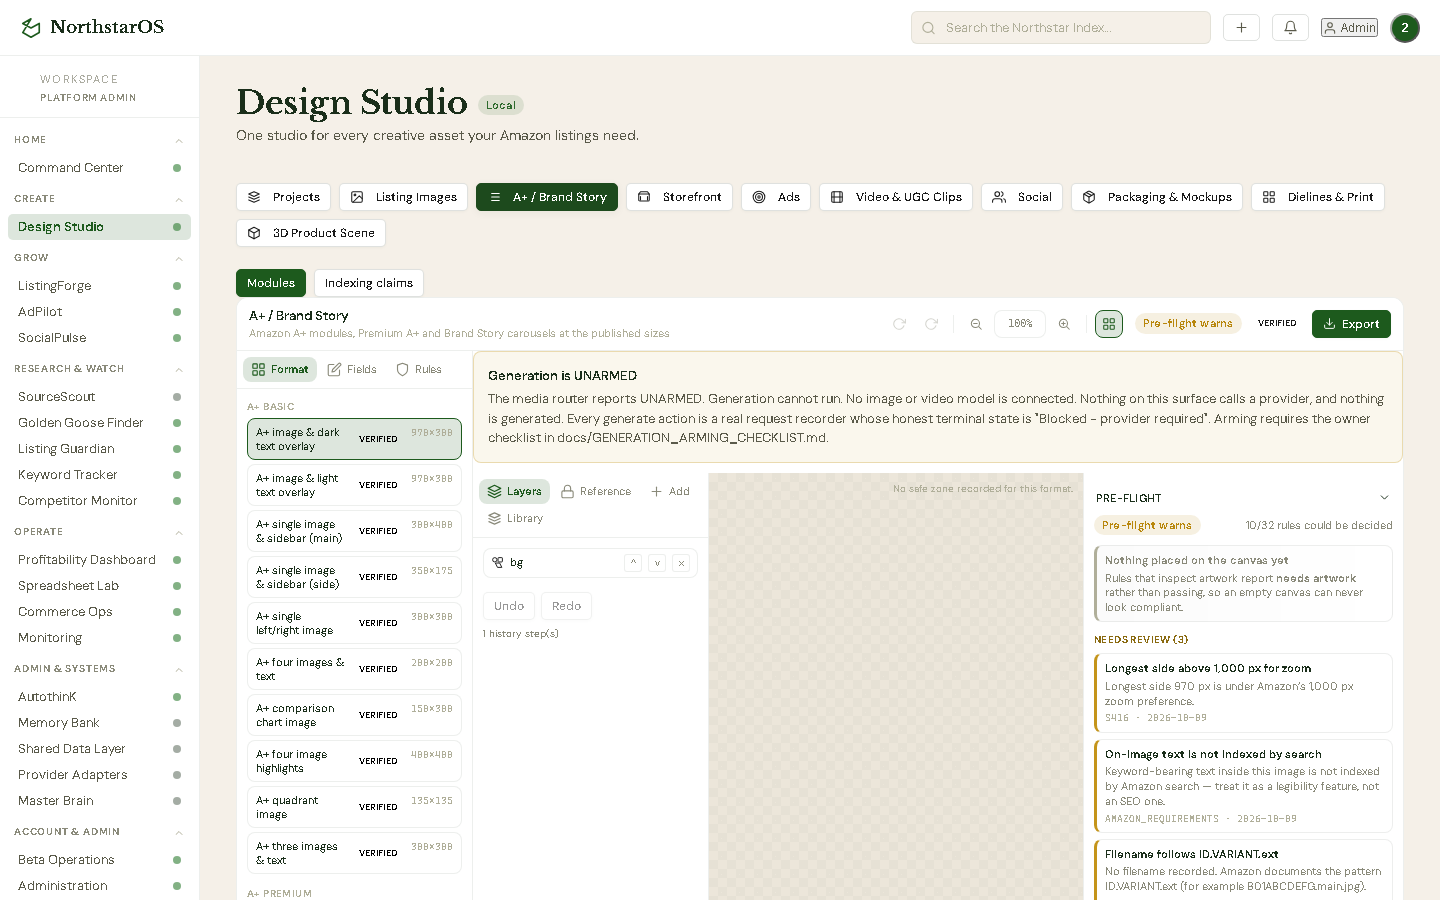 NorthstarOS
Search the Northstar Index...
Admin
2
WORKSPACE
PLATFORM ADMIN
HOME
Command Center
CREATE
Design Studio
GROW
ListingForge
AdPilot
SocialPulse
RESEARCH & WATCH
SourceScout
Golden Goose Finder
Listing Guardian
Keyword Tracker
Competitor Monitor
OPERATE
Profitability Dashboard
Spreadsheet Lab
Commerce Ops
Monitoring
ADMIN & SYSTEMS
AutothinK
Memory Bank
Shared Data Layer
Provider Adapters
Master Brain
ACCOUNT & ADMIN
Beta Operations
Administration
Design Studio Local
One studio for every creative asset your Amazon listings need.
Projects Listing Images A+ / Brand Story Storefront Ads Video & UGC Clips Social Packaging & Mockups Dielines & Print
3D Product Scene
Modules Indexing claims
A+ / Brand Story
Amazon A+ modules, Premium A+ and Brand Story carousels at the published sizes
100% Pre-flight warns VERIFIED Export
Format Fields Rules
A+ BASIC
A+ image & dark text overlay VERIFIED 970×300
A+ image & light text overlay VERIFIED 970×300
A+ single image & sidebar (main) VERIFIED 300×400
A+ single image & sidebar (side) VERIFIED 350×175
A+ single left/right image VERIFIED 300×300
A+ four images & text VERIFIED 200×200
A+ comparison chart image VERIFIED 150×300
A+ four image highlights VERIFIED 400×400
A+ quadrant image VERIFIED 135×135
A+ three images & text VERIFIED 300×300
A+ PREMIUM
Generation is UNARMED
The media router reports UNARMED. Generation cannot run. No image or video model is connected. Nothing on this surface calls a provider, and nothing
is generated. Every generate action is a real request recorder whose honest terminal state is "Blocked - provider required". Arming requires the owner
checklist in docs/GENERATION_ARMING_CHECKLIST.md.
Layers Reference Add
Library
bg ^ v ×
Undo Redo
1 history step(s)
No safe zone recorded for this format.
PRE-FLIGHT
Pre-flight warns 10/32 rules could be decided
Nothing placed on the canvas yet
Rules that inspect artwork report needs artwork
rather than passing, so an empty canvas can never
look compliant.
NEEDS REVIEW (3)
Longest side above 1,000 px for zoom
Longest side 970 px is under Amazon's 1,000 px
zoom preference.
S416 · 2026-10-09
On-image text is not indexed by search
Keyword-bearing text inside this image is not indexed
by Amazon search — treat it as a legibility feature, not
an SEO one.
AMAZON_REQUIREMENTS · 2026-10-09
Filename follows ID.VARIANT.ext
No filename recorded. Amazon documents the pattern
ID.VARIANT.ext (for example B01ABCDEFG.main.jpg).